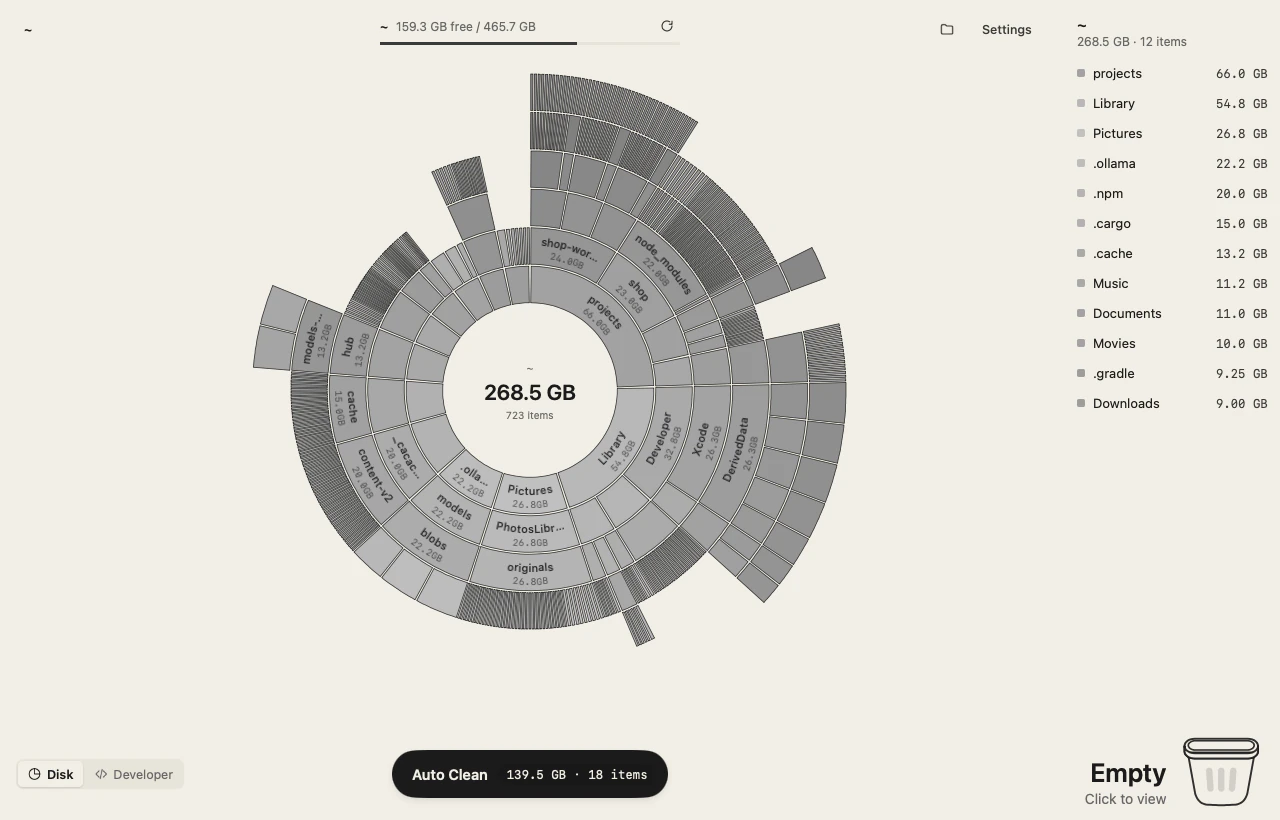 ~
~ 159.3 GB free / 465.7 GB
Settings
~
268.5 GB · 12 items
projects 66.0 GB
Library 54.8 GB
Pictures 26.8 GB
.ollama 22.2 GB
.npm 20.0 GB
.cargo 15.0 GB
.cache 13.2 GB
Music 11.2 GB
Documents 11.0 GB
Movies 10.0 GB
.gradle 9.25 GB
Downloads 9.00 GB
shop-wor…
24.0GB
node_modules
22.0GB
shop
23.0GB
projects
66.0GB
models-…
13.2GB
hub
13.2GB
~
268.5 GB
723 items
cache
15.0GB
Library
54.8GB
Developer
32.8GB
Xcode
26.3GB
DerivedData
26.3GB
_cacac…
20.0GB
content-v2
20.0GB
.olla…
22.2GB
models
22.2GB
blobs
22.2GB
Pictures
26.8GB
PhotosLibr…
26.8GB
originals
26.8GB
Disk
Developer
Auto Clean 139.5 GB · 18 items
Empty
Click to view